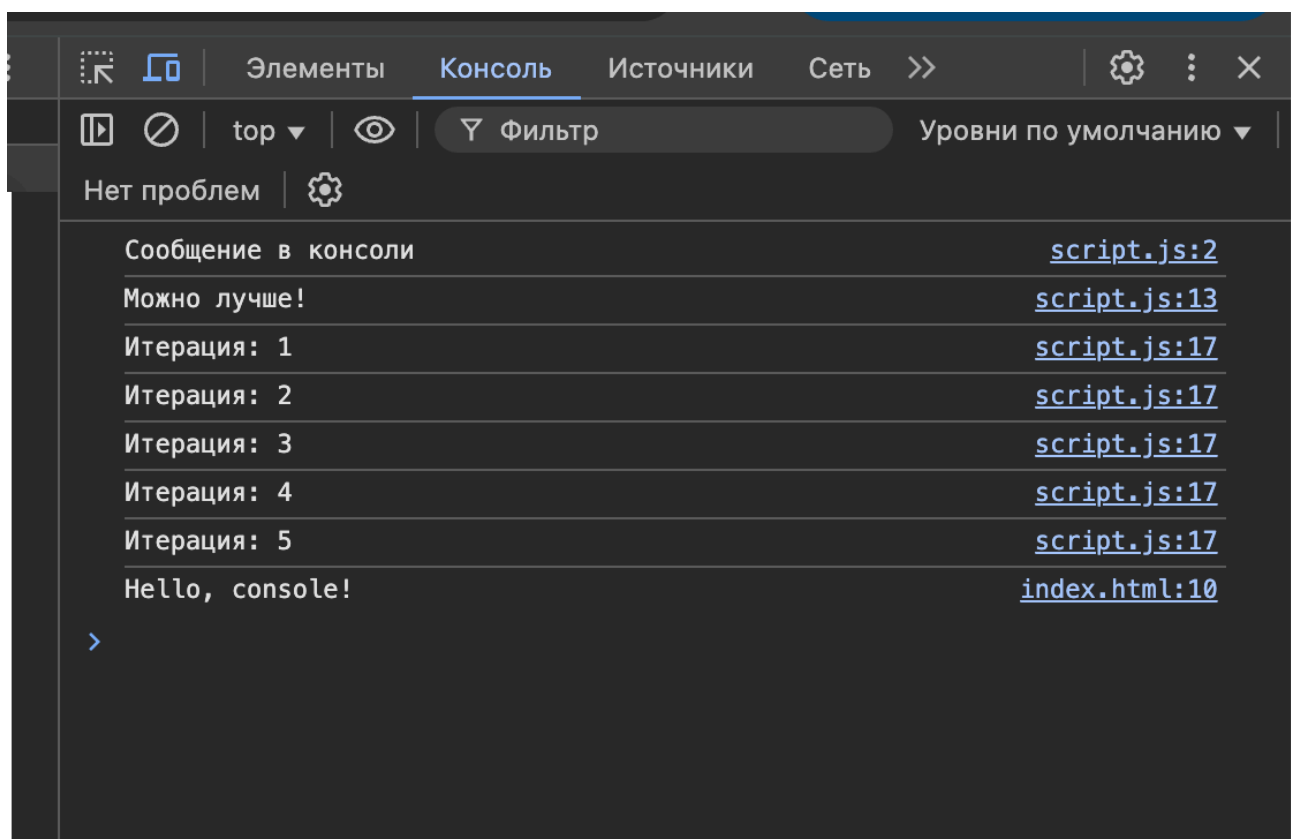 Элементы Консоль Источники Сеть
top Фильтр Уровни по умолчанию
Нет проблем
Сообщение в консоли script.js:2
Можно лучше! script.js:13
Итерация: 1 script.js:17
Итерация: 2 script.js:17
Итерация: 3 script.js:17
Итерация: 4 script.js:17
Итерация: 5 script.js:17
Hello, console! index.html:10